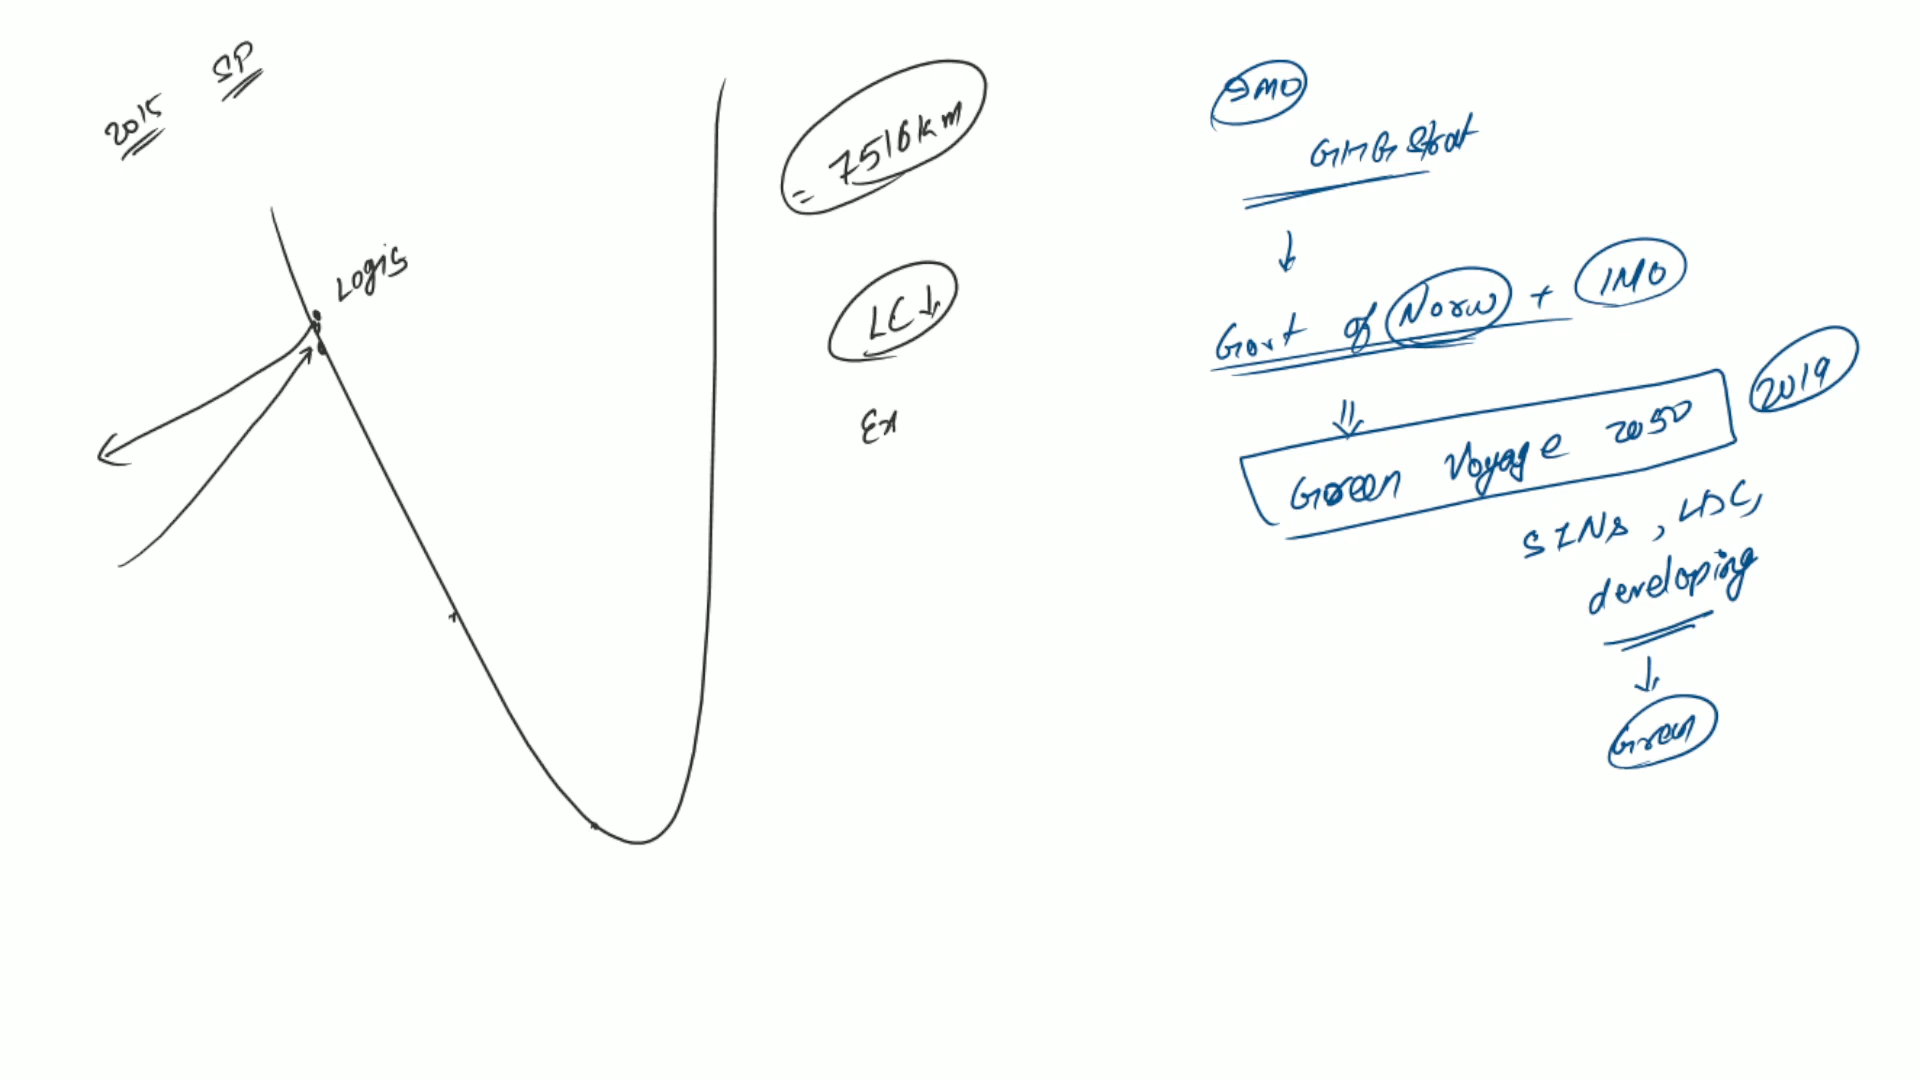 2015 SP
Logis
= 7516km
LC↓
Ex
IMO
GHG Strat
↓
Govt of Norw + IMO
⇓
Green Voyage 2050 2019
SINs, LDC,
developing
↓
Green